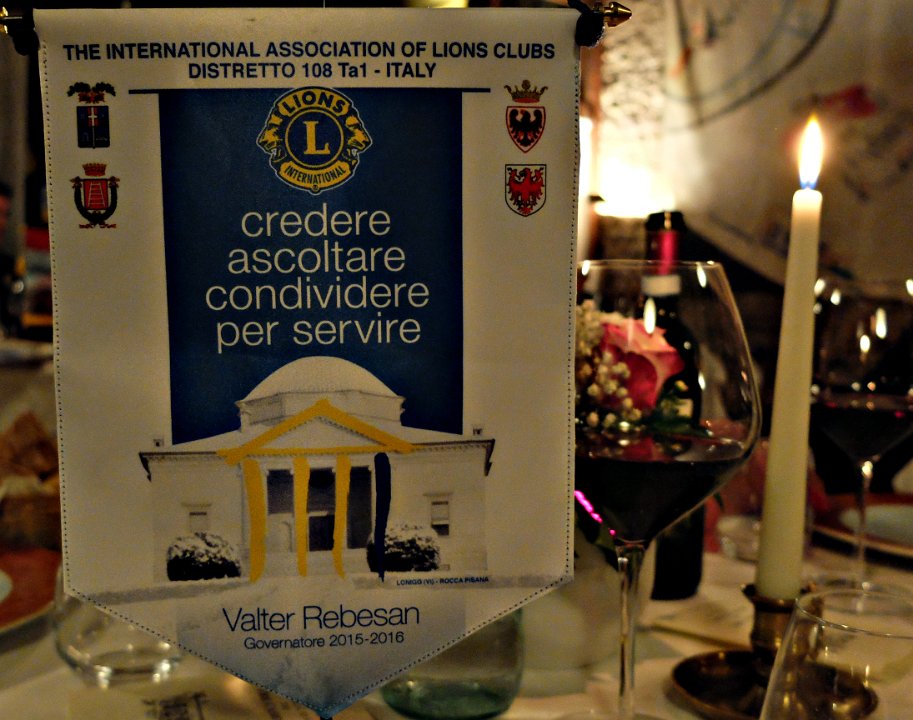 THE INTERNATIONAL ASSOCIATION OF LIONS CLUBS
DISTRETTO 108 Ta1 - ITALY
LIONS
L
INTERNATIONAL
credere
ascoltare
condividere
per servire
LONIGO (VI) - ROCCA PISANA
Valter Rebesan
Governatore 2015-2016